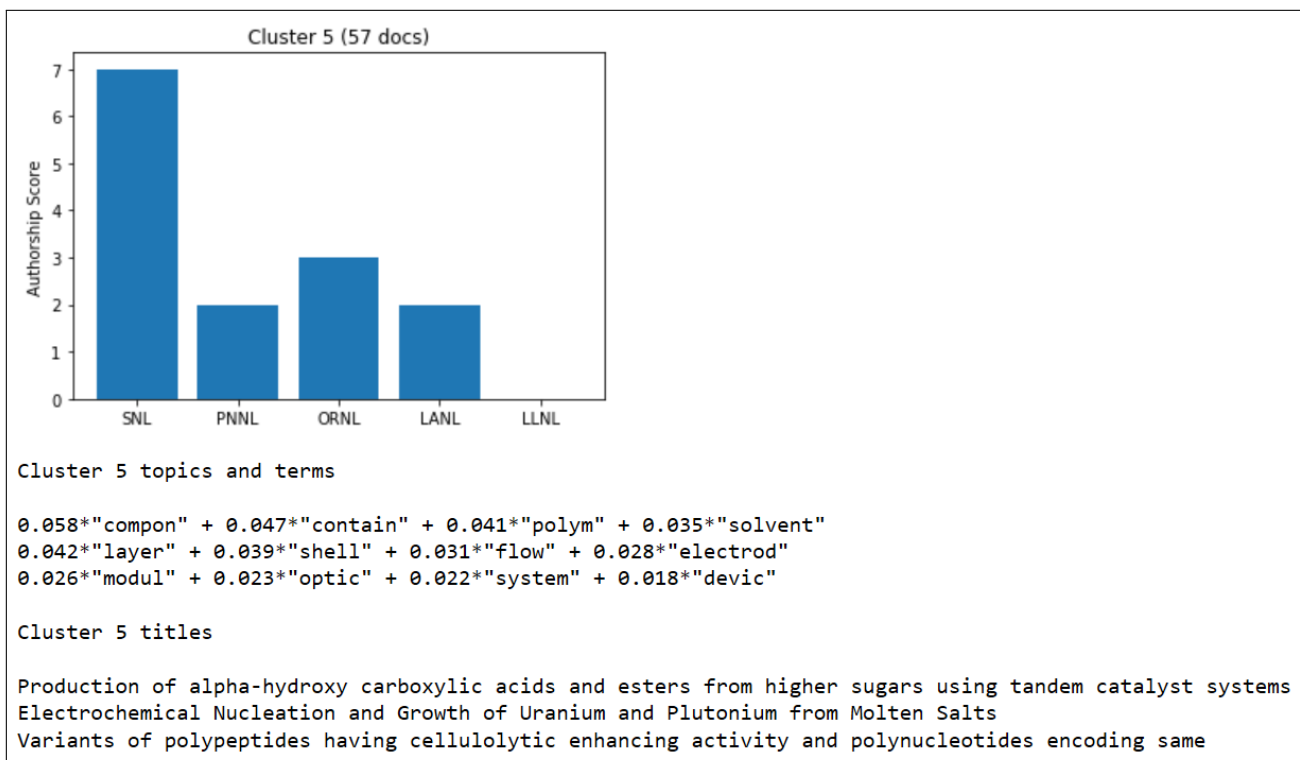 Cluster 5 (57 docs)
7
6
5
4
3
2
1
0
Authorship Score
SNL PNNL ORNL LANL LLNL
Cluster 5 topics and terms
0.058*"compon" + 0.047*"contain" + 0.041*"polym" + 0.035*"solvent"
0.042*"layer" + 0.039*"shell" + 0.031*"flow" + 0.028*"electrod"
0.026*"modul" + 0.023*"optic" + 0.022*"system" + 0.018*"devic"
Cluster 5 titles
Production of alpha-hydroxy carboxylic acids and esters from higher sugars using tandem catalyst systems
Electrochemical Nucleation and Growth of Uranium and Plutonium from Molten Salts
Variants of polypeptides having cellulolytic enhancing activity and polynucleotides encoding same